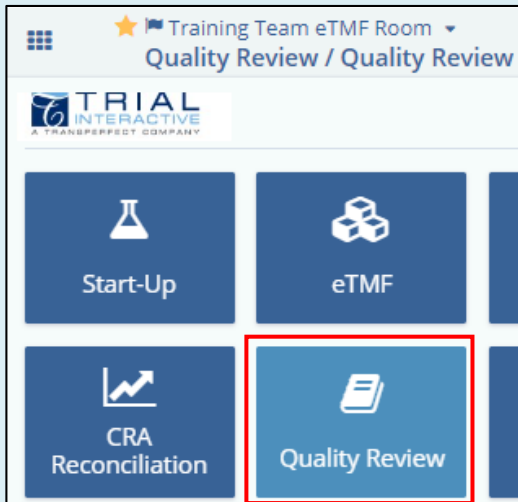 Training Team eTMF Room
Quality Review / Quality Review
TRIAL
INTERACTIVE
A TRANSPERFECT COMPANY
Start-Up
eTMF
CRA
Reconciliation
Quality Review